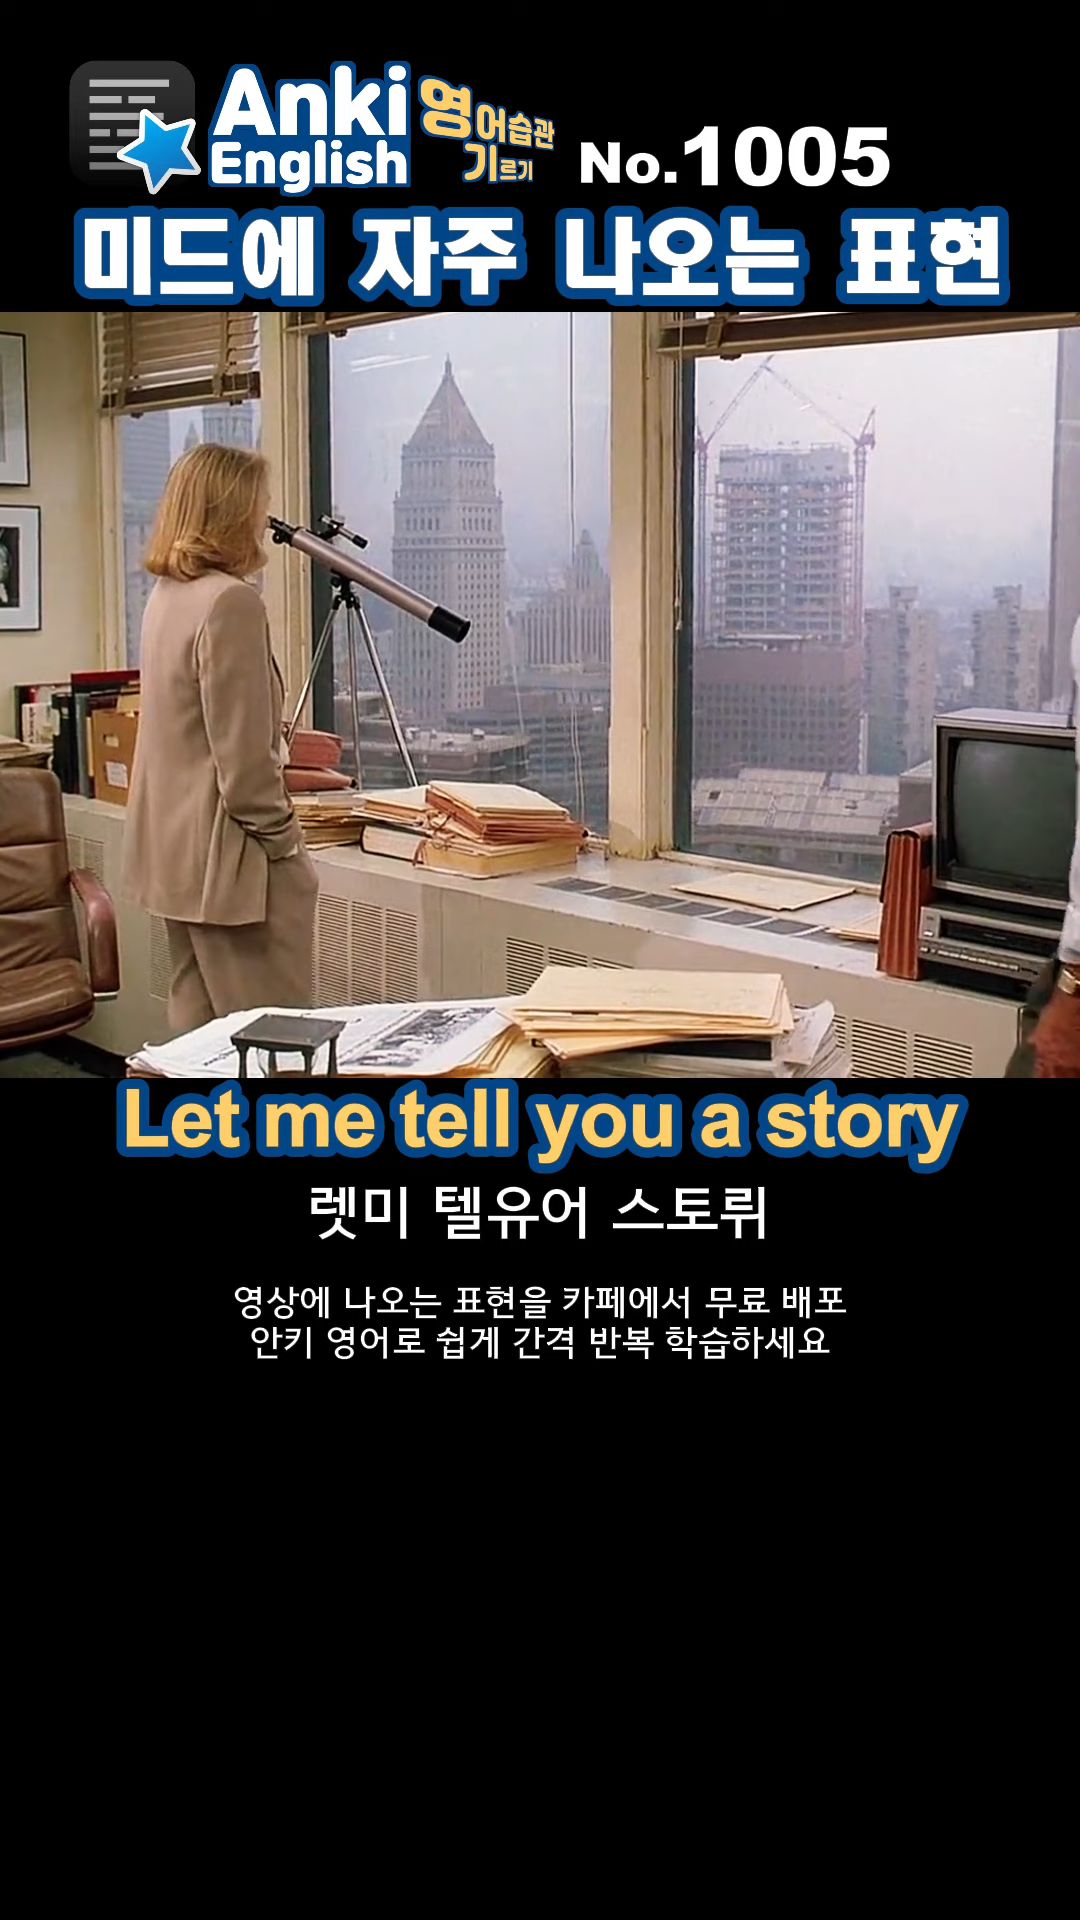 Anki
English
영어습관
기르기
No.1005
미드에 자주 나오는 표현
Let me tell you a story
렛미 텔유어 스토뤼
영상에 나오는 표현을 카페에서 무료 배포
안키 영어로 쉽게 간격 반복 학습하세요